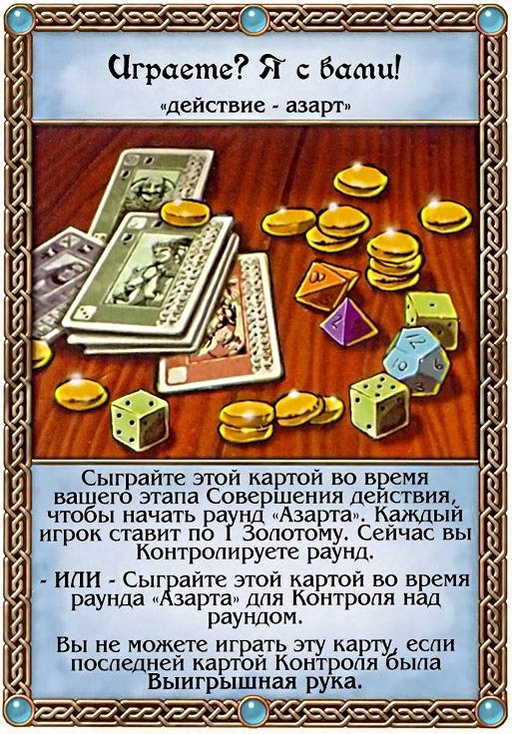 Играете? Я с вами!
«действие - азарт»
Сыграйте этой картой во время
вашего этапа Совершения действия,
чтобы начать раунд «Азарта». Каждый
игрок ставит по 1 Золотому. Сейчас вы
Контролируете раунд.
- ИЛИ - Сыграйте этой картой во время
раунда «Азарта» для Контроля над
раундом.
Вы не можете играть эту карту, если
последней картой Контроля была
Выигрышная рука.